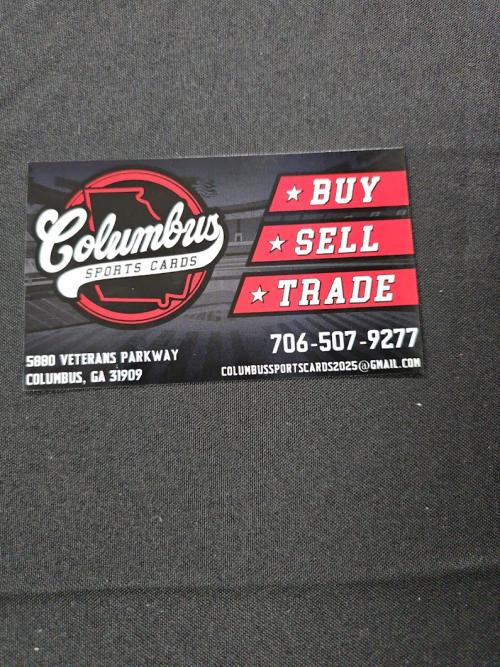 Columbus
SPORTS CARDS
BUY
SELL
TRADE
706-507-9277
5880 VETERANS PARKWAY
COLUMBUS, GA 31909
COLUMBUSSPORTSCARDS2025@GMAIL.COM